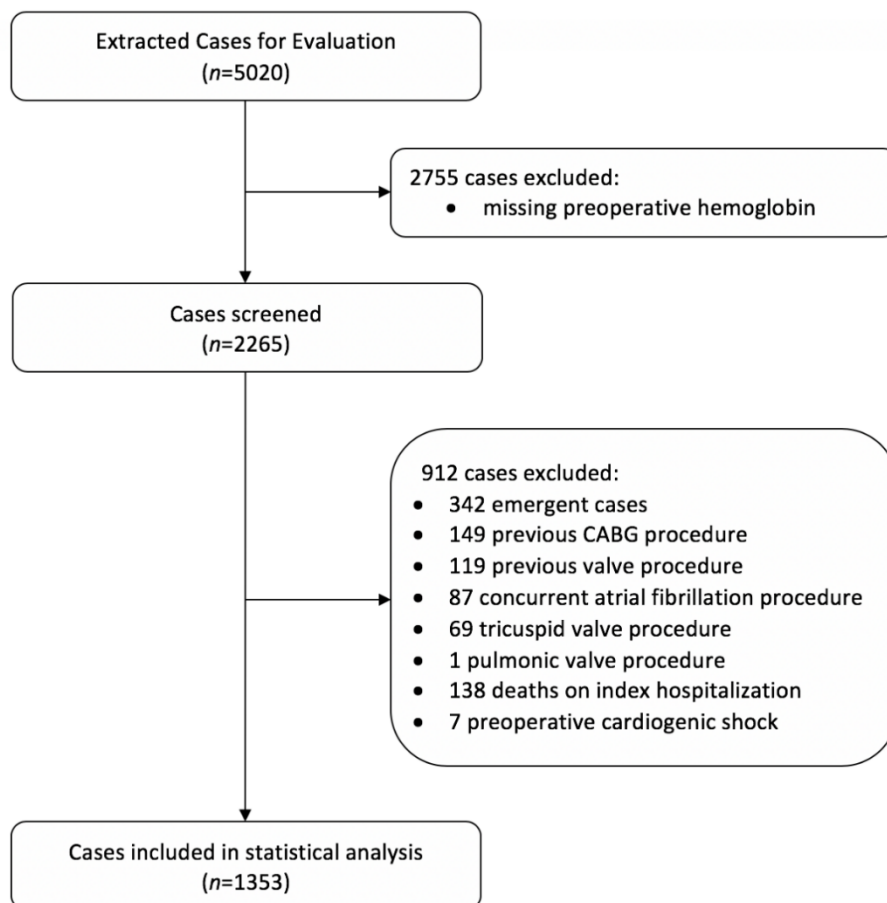 Extracted Cases for Evaluation
(n=5020)
2755 cases excluded:
• missing preoperative hemoglobin
Cases screened
(n=2265)
912 cases excluded:
• 342 emergent cases
• 149 previous CABG procedure
• 119 previous valve procedure
• 87 concurrent atrial fibrillation procedure
• 69 tricuspid valve procedure
• 1 pulmonic valve procedure
• 138 deaths on index hospitalization
• 7 preoperative cardiogenic shock
Cases included in statistical analysis
(n=1353)